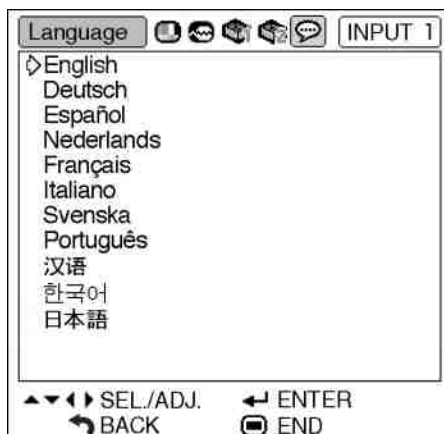 Language INPUT 1
English
Deutsch
Español
Nederlands
Français
Italiano
Svenska
Português
汉语
한국어
日本語
SEL./ADJ. ENTER
BACK END